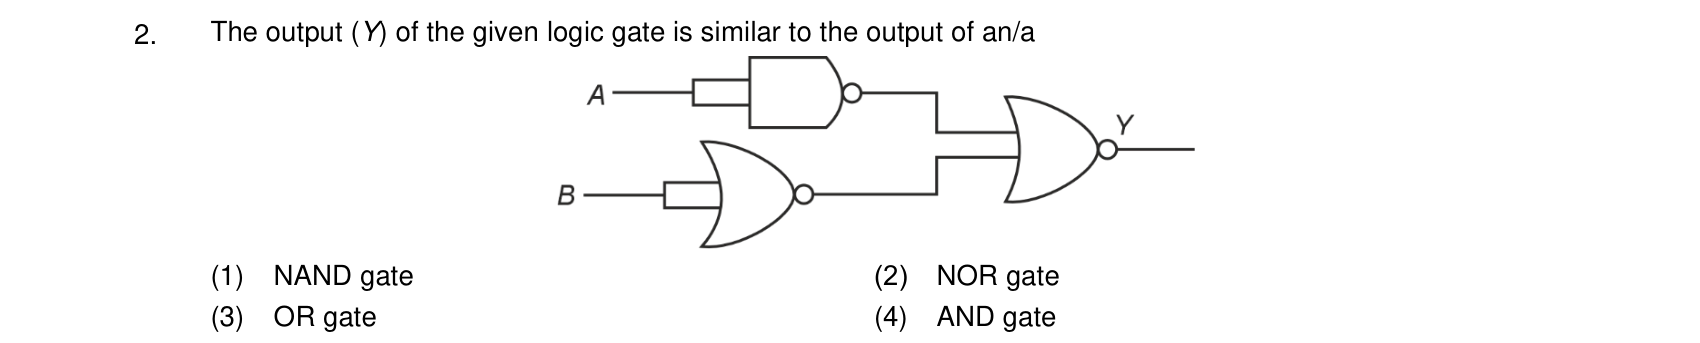 2. The output (Y) of the given logic gate is similar to the output of an/a
A
Y
B
(1) NAND gate (2) NOR gate
(3) OR gate (4) AND gate